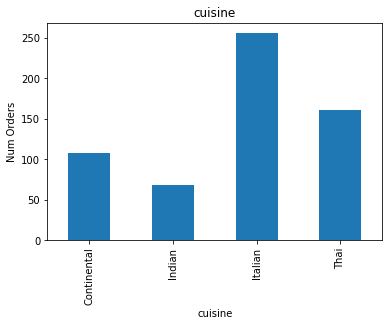 cuisine
Num Orders
250
200
150
100
50
0
Continental
Indian
Italian
Thai
cuisine